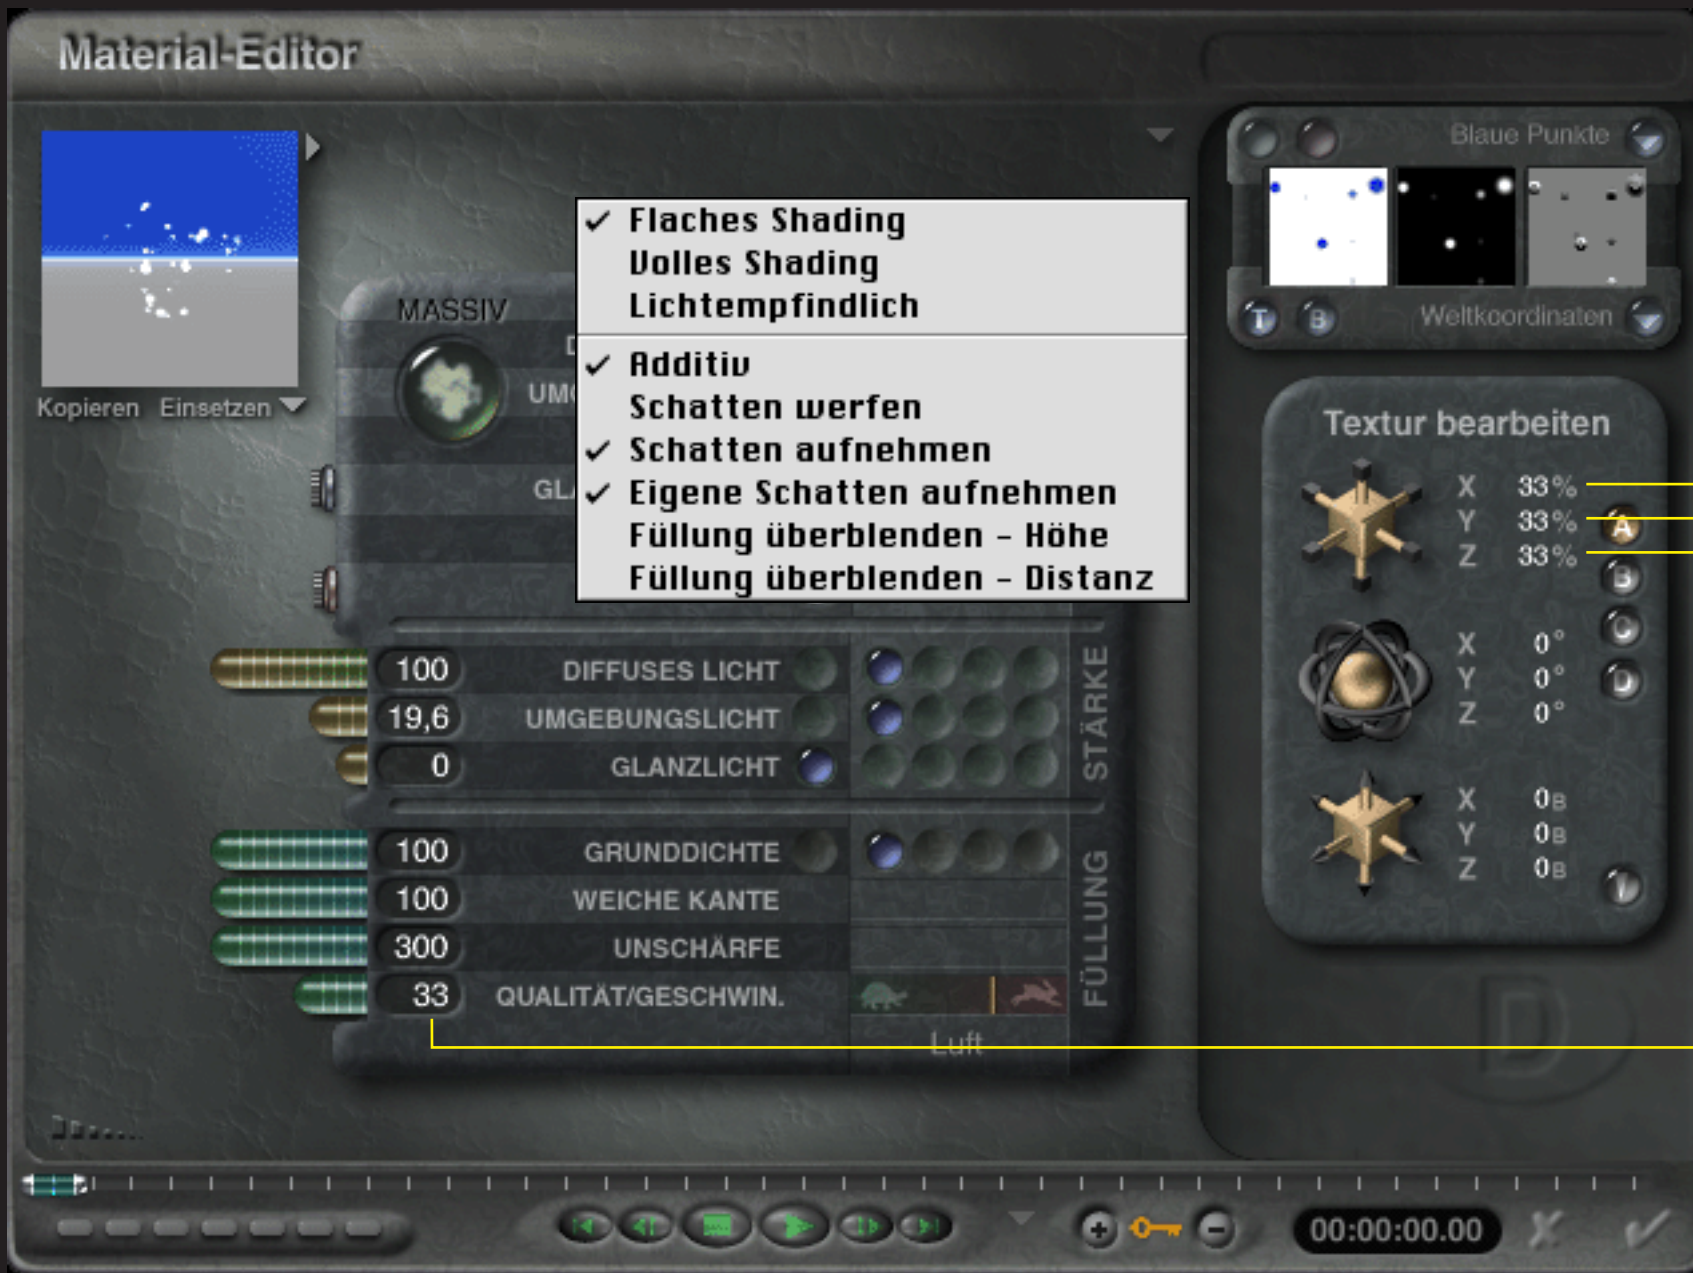 Material-Editor
Kopieren Einsetzen
MASSIV
D
UMG
GLA
Flaches Shading
Volles Shading
Lichtempfindlich
Additiv
Schatten werfen
Schatten aufnehmen
Eigene Schatten aufnehmen
Füllung überblenden - Höhe
Füllung überblenden - Distanz
100 DIFFUSES LICHT
19,6 UMGEBUNGSLICHT
0 GLANZLICHT
STÄRKE
100 GRUNDDICHTE
100 WEICHE KANTE
300 UNSCHÄRFE
33 QUALITÄT/GESCHWIN.
FÜLLUNG
Luft
Blaue Punkte
T B Weltkoordinaten
Textur bearbeiten
X 33%
Y 33%
Z 33%
A
B
C
D
X 0°
Y 0°
Z 0°
X 0B
Y 0B
Z 0B
D
00:00:00.00